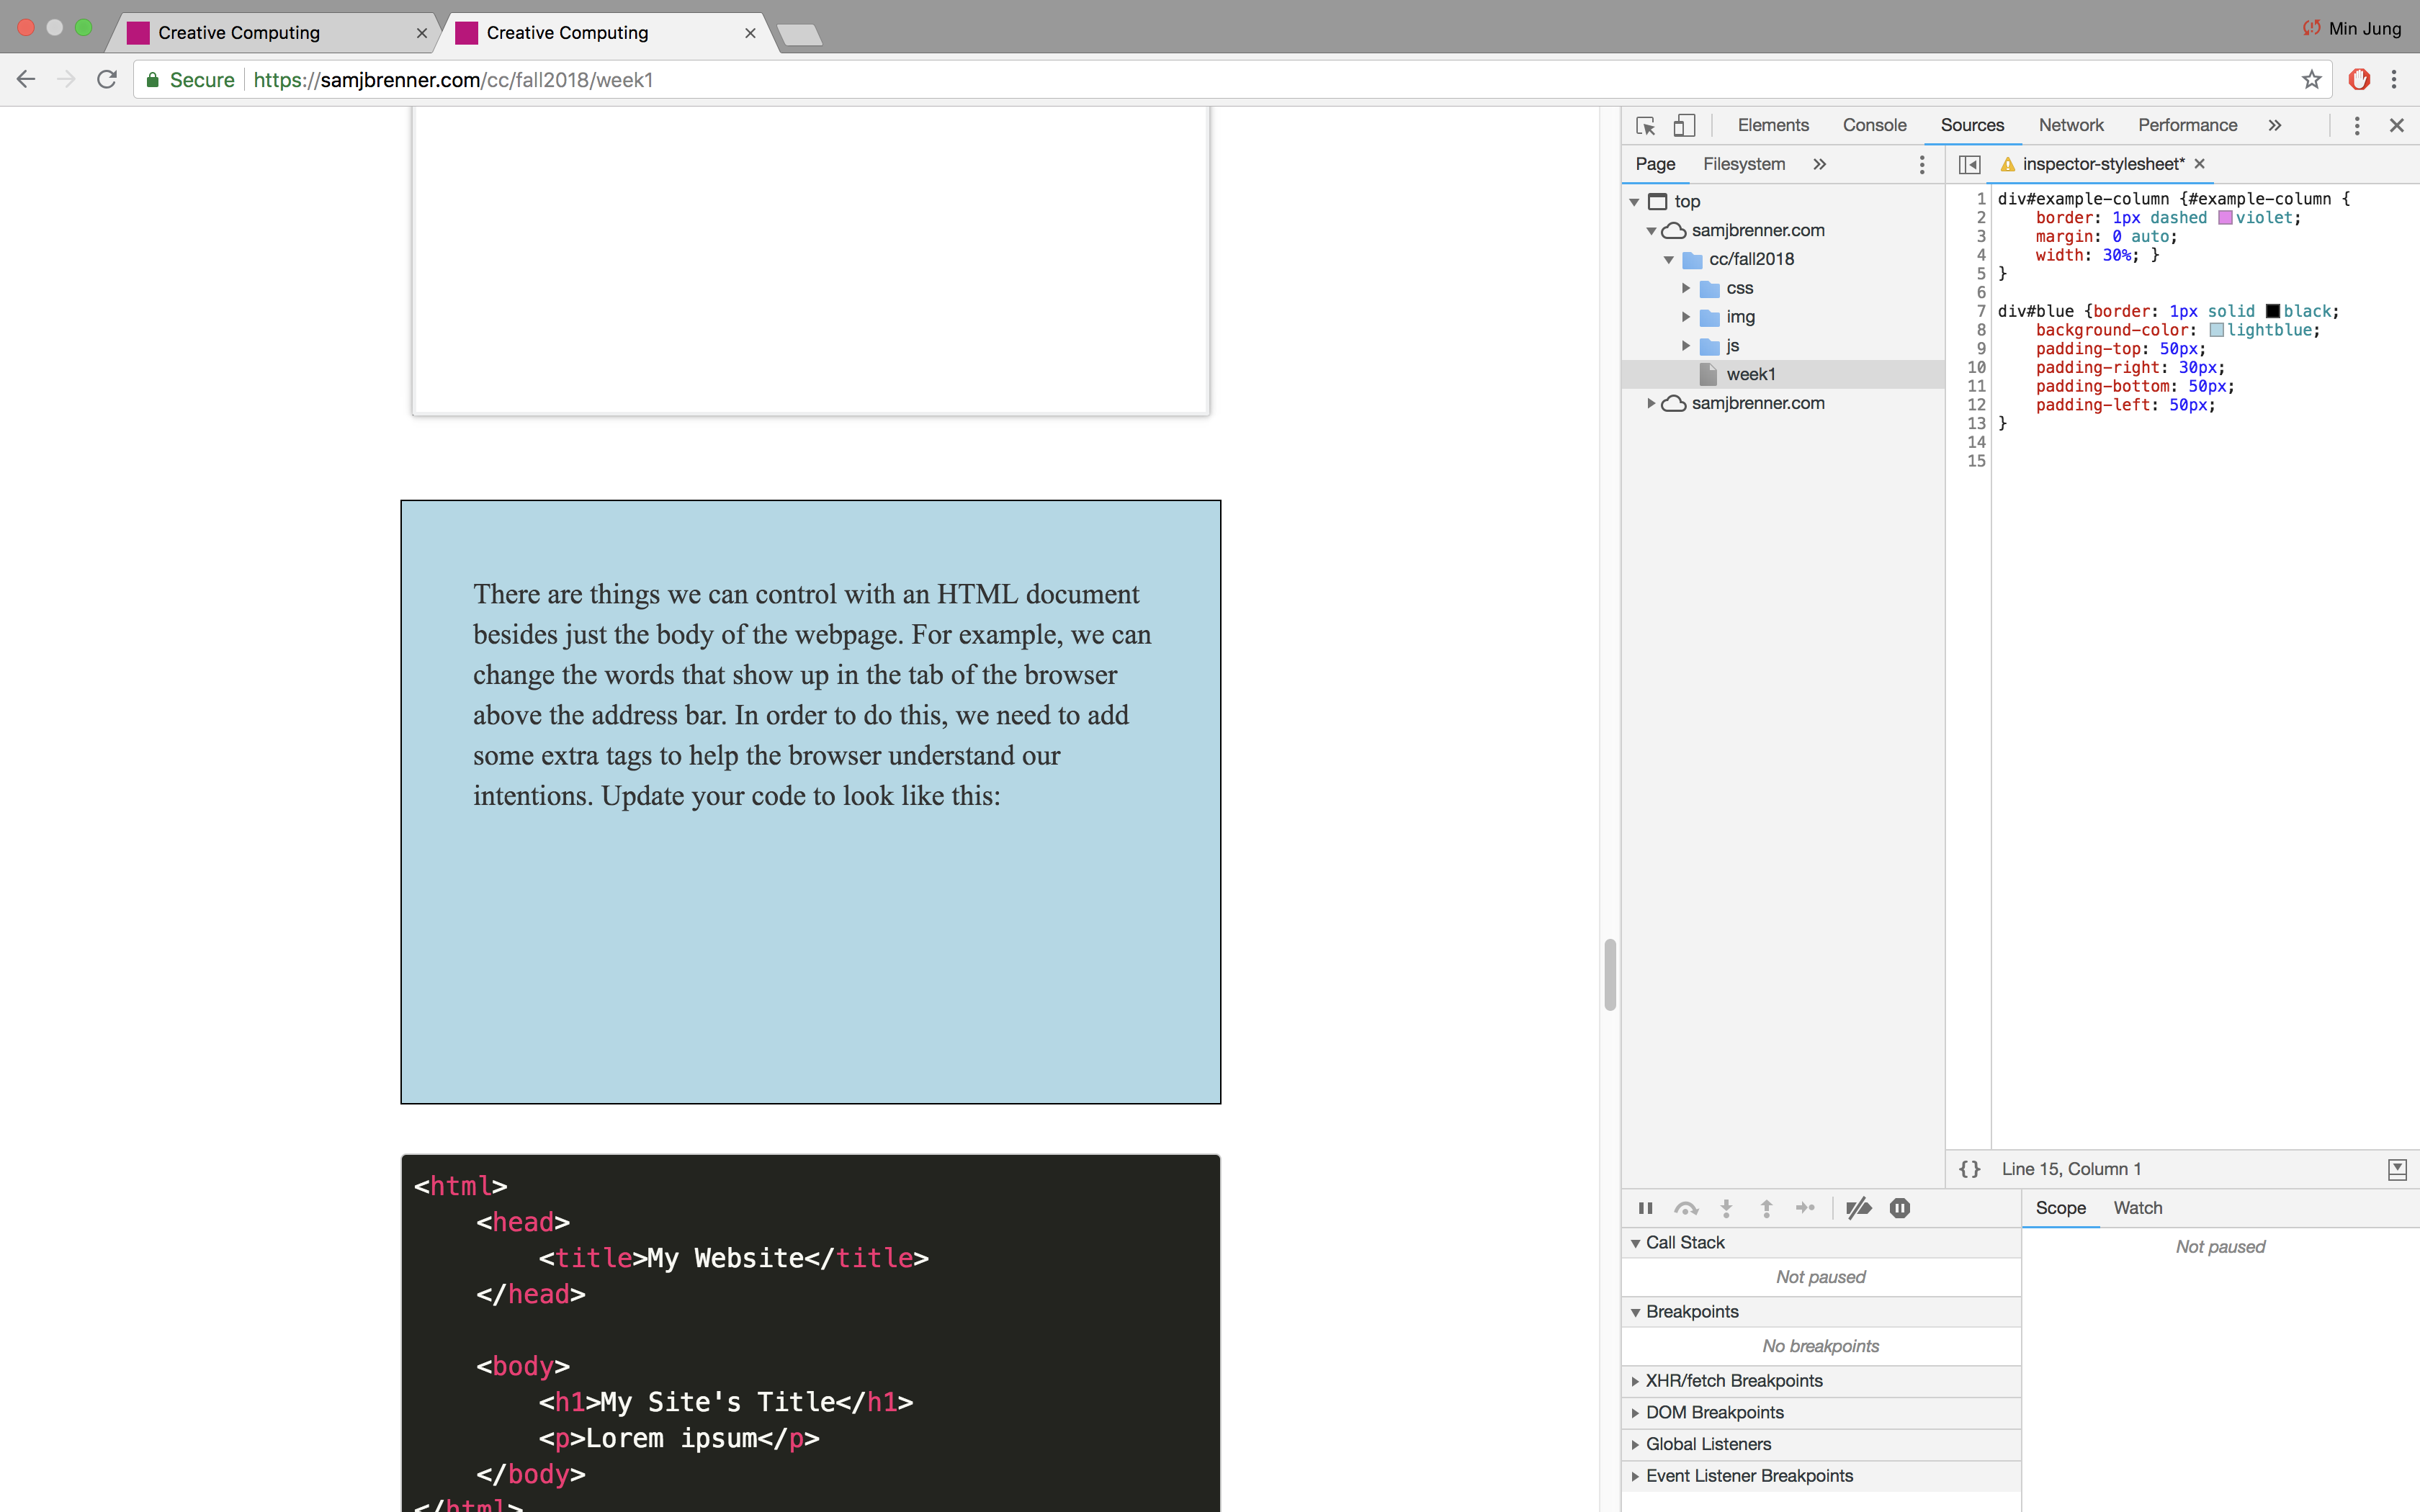 Creative Computing
Creative Computing
Min Jung
Secure
https://samjbrenner.com/cc/fall2018/week1
There are things we can control with an HTML document
besides just the body of the webpage. For example, we can
change the words that show up in the tab of the browser
above the address bar. In order to do this, we need to add
some extra tags to help the browser understand our
intentions. Update your code to look like this:
<html>
<head>
<title>My Website</title>
</head>
<body>
<h1>My Site's Title</h1>
<p>Lorem ipsum</p>
</body>
</html>
Elements Console Sources Network Performance »
Page Filesystem »
top
samjbrenner.com
cc/fall2018
css
img
js
week1
samjbrenner.com
inspector-stylesheet*
1 div#example-column {#example-column {
2 border: 1px dashed violet;
3 margin: 0 auto;
4 width: 30%; }
5 }
6
7 div#blue {border: 1px solid black;
8 background-color: lightblue;
9 padding-top: 50px;
10 padding-right: 30px;
11 padding-bottom: 50px;
12 padding-left: 50px;
13 }
14
15
{} Line 15, Column 1
Call Stack
Not paused
Breakpoints
No breakpoints
XHR/fetch Breakpoints
DOM Breakpoints
Global Listeners
Event Listener Breakpoints
Scope Watch
Not paused